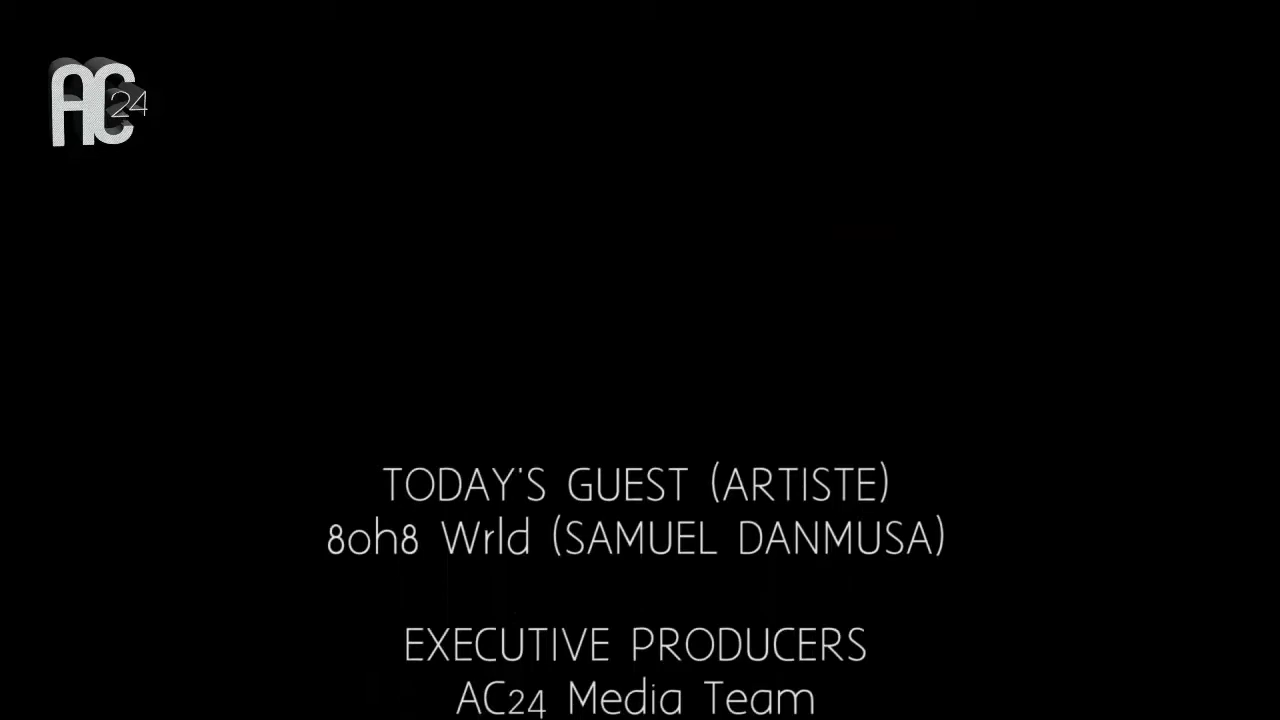 AC24
TODAY'S GUEST (ARTISTE)
8oh8 Wrld (SAMUEL DANMUSA)
EXECUTIVE PRODUCERS
AC24 Media Team